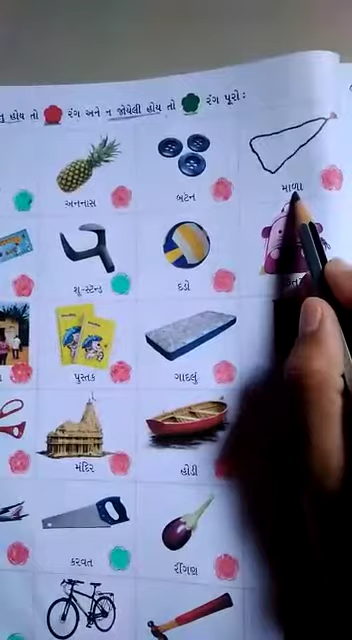 હોય તો રંગ અને ન જોયેલી હોય તો રંગ પૂરો :
અનનાસ બટન માળા
શૂ-સ્ટેન્ડ દડો
પુસ્તક ગાદલું
મંદિર હોડી
કરવત રીંગણ